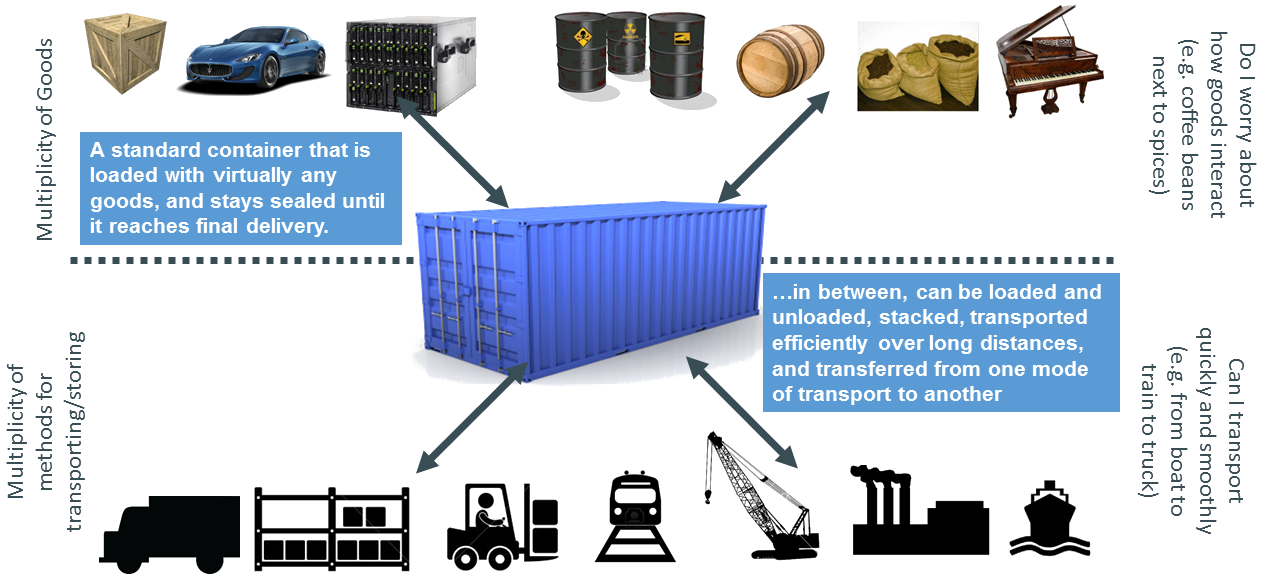 Multiplicity of Goods
A standard container that is
loaded with virtually any
goods, and stays sealed until
it reaches final delivery.
Do I worry about
how goods interact
(e.g. coffee beans
next to spices)
Multiplicity of
methods for
transporting/storing
…in between, can be loaded and
unloaded, stacked, transported
efficiently over long distances,
and transferred from one mode
of transport to another
Can I transport
quickly and smoothly
(e.g. from boat to
train to truck)